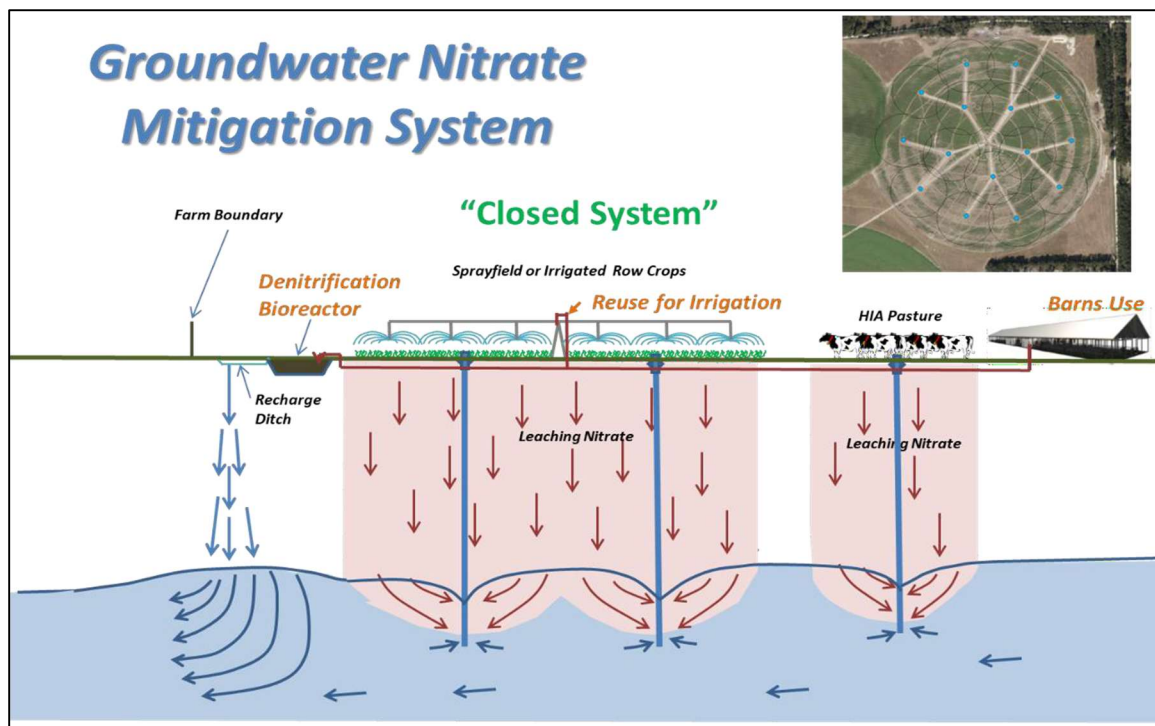 Groundwater Nitrate
Mitigation System
Farm Boundary
"Closed System"
Denitrification
Bioreactor
Sprayfield or Irrigated Row Crops
Reuse for Irrigation
HIA Pasture
Barns Use
Recharge
Ditch
Leaching Nitrate
Leaching Nitrate